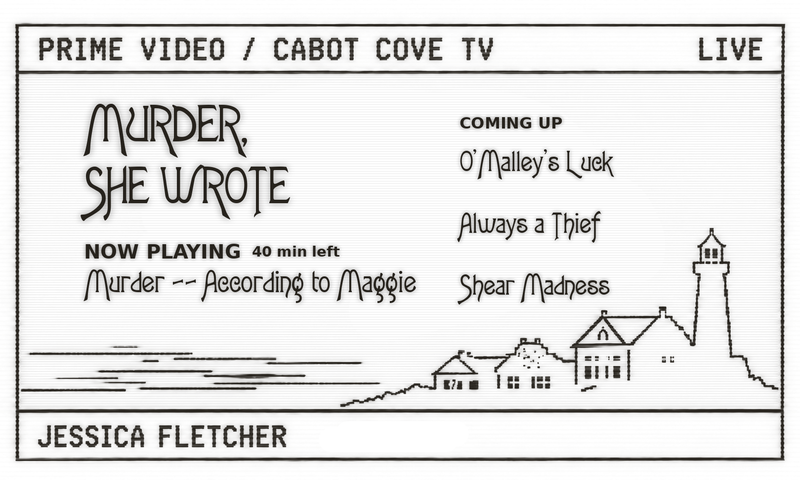 PRIME VIDEO / CABOT COVE TV
LIVE
MURDER,
SHE WROTE
NOW PLAYING 40 min left
Murder -- According to Maggie
COMING UP
O'Malley's Luck
Always a Thief
Shear Madness
JESSICA FLETCHER